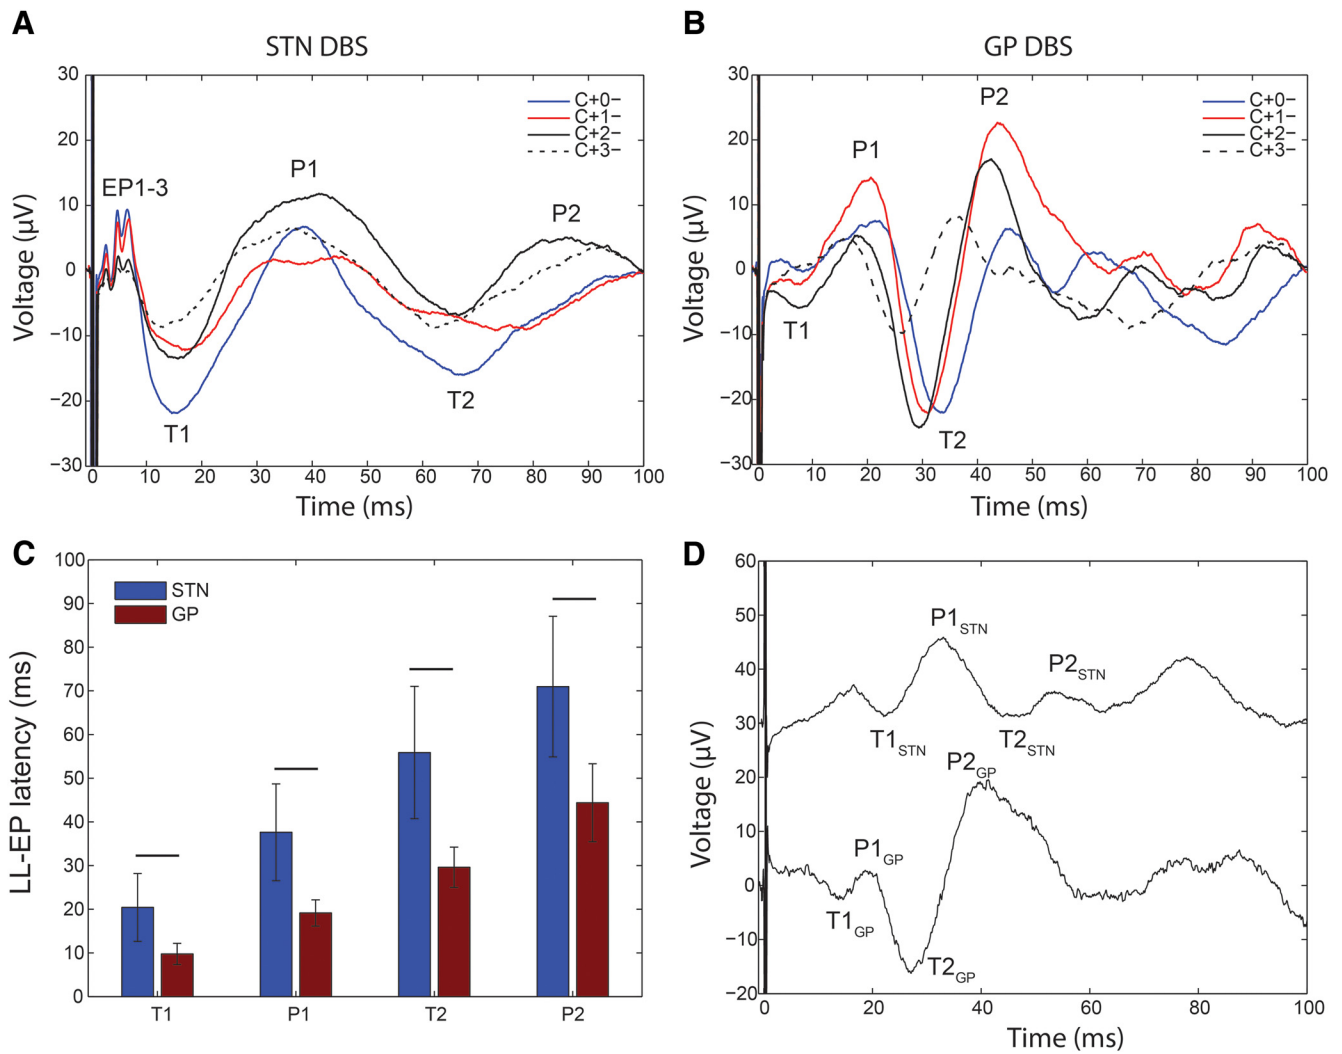 A
STN DBS
30
20
10
0
−10
−20
−30
Voltage (µV)
C+0−
C+1−
C+2−
C+3−
EP1-3
P1
P2
T1
T2
0 10 20 30 40 50 60 70 80 90 100
Time (ms)
B
GP DBS
30
20
10
0
−10
−20
−30
Voltage (µV)
C+0−
C+1−
C+2−
C+3−
P1
P2
T1
T2
0 10 20 30 40 50 60 70 80 90 100
Time (ms)
C
100
90
80
70
60
50
40
30
20
10
0
LL-EP latency (ms)
STN
GP
T1 P1 T2 P2
D
60
50
40
30
20
10
0
−10
−20
Voltage (µV)
P1STN
P2STN
T1STN
T2STN
P2GP
P1GP
T1GP
T2GP
0 20 40 60 80 100
Time (ms)